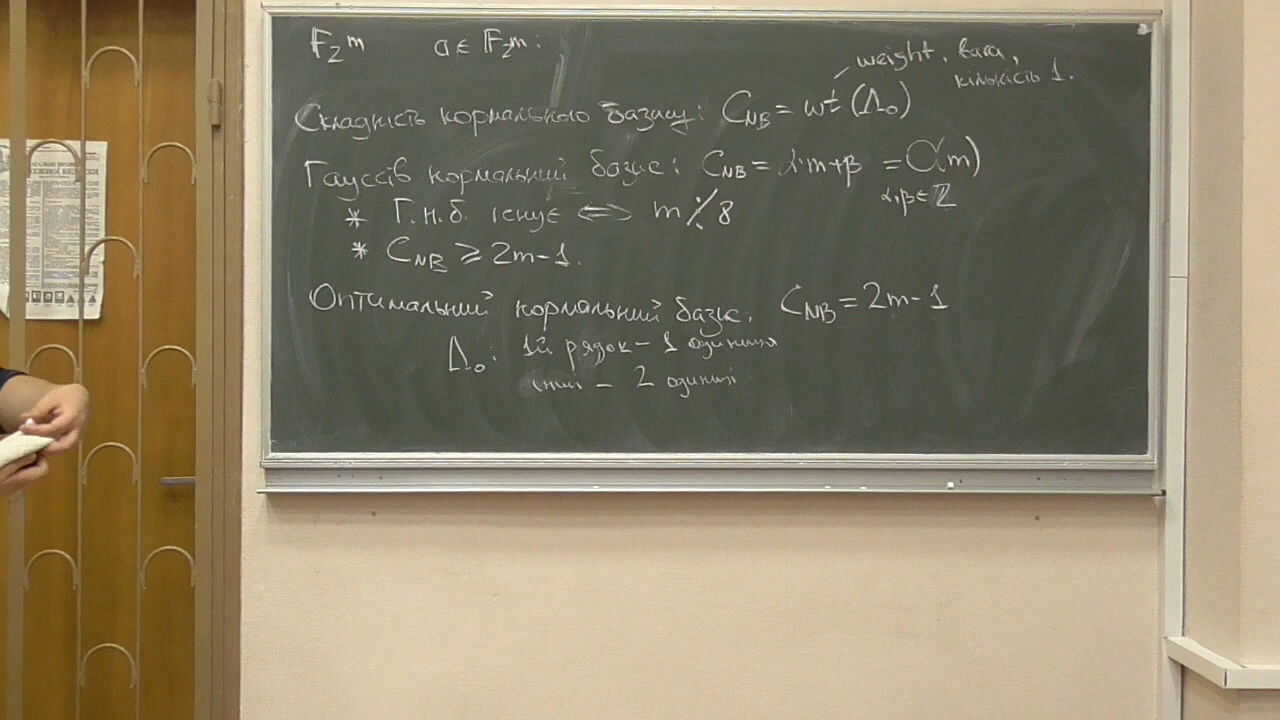 𝔽₂ᵐ a ∈ 𝔽₂ᵐ:
weight, вага,
кількість 1.
Складність нормального базису: C_NB = wt (Λ₀)
Гауссів нормальний базис: C_NB = α·m+β = O(m)
α, β ∈ ℤ
* Г.н.б. існує ⟺ m ⋮̸ 8
* C_NB ⩾ 2m-1.
Оптимальний нормальний базис. C_NB = 2m-1
Λ₀: 1й рядок - 1 одиниця
інші - 2 одиниці